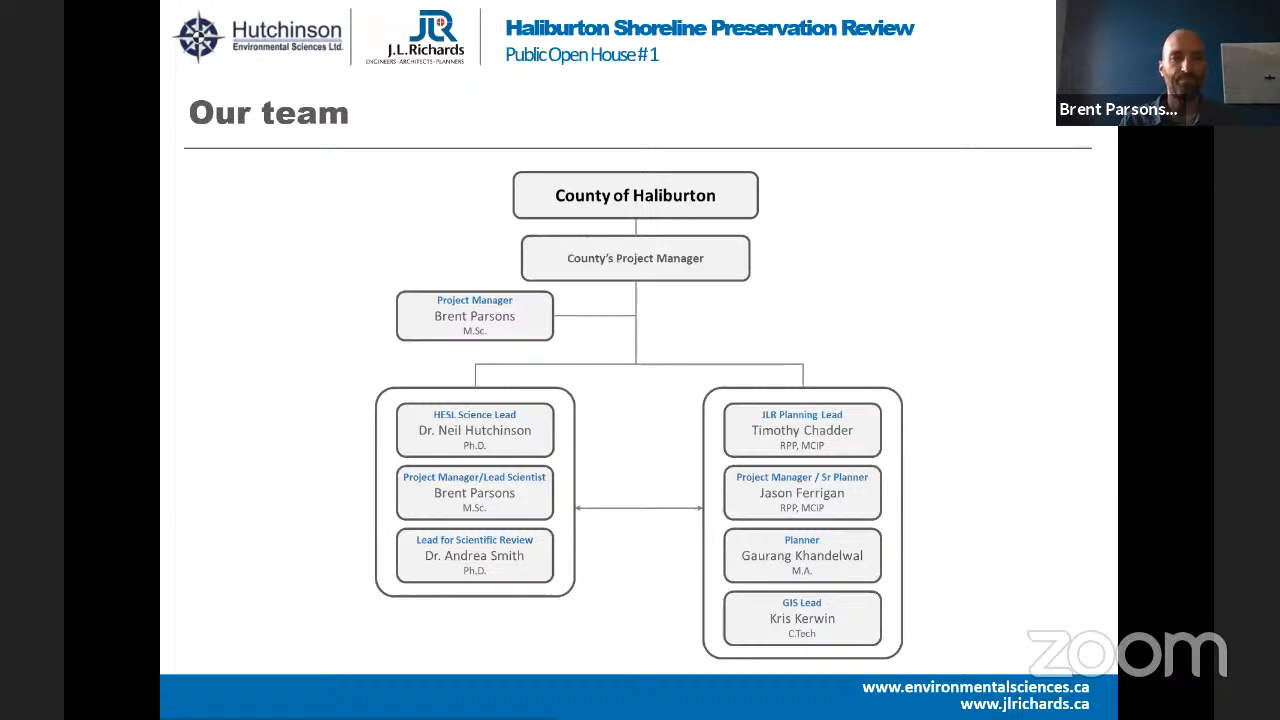 Hutchinson
Environmental Sciences Ltd.
J.L.Richards
ENGINEERS · ARCHITECTS · PLANNERS
Haliburton Shoreline Preservation Review
Public Open House # 1
Brent Parsons...
Our team
County of Haliburton
County's Project Manager
Project Manager
Brent Parsons
M.Sc.
HESL Science Lead
Dr. Neil Hutchinson
Ph.D.
Project Manager/Lead Scientist
Brent Parsons
M.Sc.
Lead for Scientific Review
Dr. Andrea Smith
Ph.D.
JLR Planning Lead
Timothy Chadder
RPP, MCIP
Project Manager / Sr Planner
Jason Ferrigan
RPP, MCIP
Planner
Gaurang Khandelwal
M.A.
GIS Lead
Kris Kerwin
C.Tech
zoom
www.environmentalsciences.ca
www.jlrichards.ca